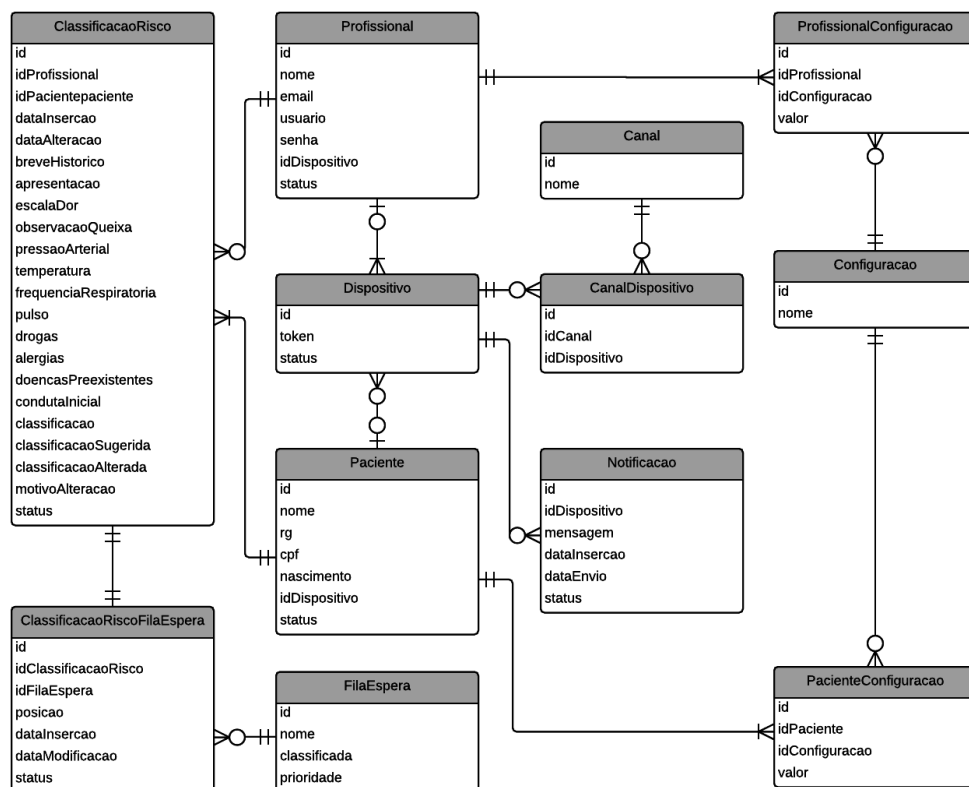 ClassificacaoRisco
id
idProfissional
idPacientepaciente
dataInsercao
dataAlteracao
breveHistorico
apresentacao
escalaDor
observacaoQueixa
pressaoArterial
temperatura
frequenciaRespiratoria
pulso
drogas
alergias
doencasPreexistentes
condutaInicial
classificacao
classificacaoSugerida
classificacaoAlterada
motivoAlteracao
status
Profissional
id
nome
email
usuario
senha
idDispositivo
status
ProfissionalConfiguracao
id
idProfissional
idConfiguracao
valor
Canal
id
nome
Configuracao
id
nome
Dispositivo
id
token
status
CanalDispositivo
id
idCanal
idDispositivo
Paciente
id
nome
rg
cpf
nascimento
idDispositivo
status
Notificacao
id
idDispositivo
mensagem
dataInsercao
dataEnvio
status
ClassificacaoRiscoFilaEspera
id
idClassificacaoRisco
idFilaEspera
posicao
dataInsercao
dataModificacao
status
FilaEspera
id
nome
classificada
prioridade
PacienteConfiguracao
id
idPaciente
idConfiguracao
valor